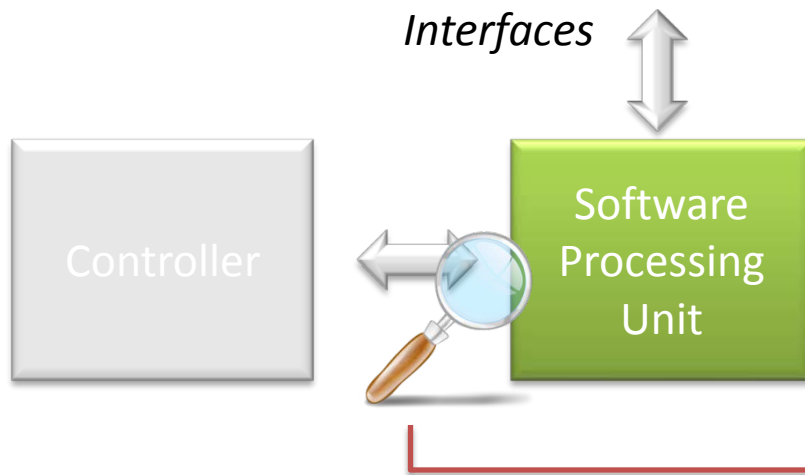 Interfaces
Controller
Software
Processing
Unit